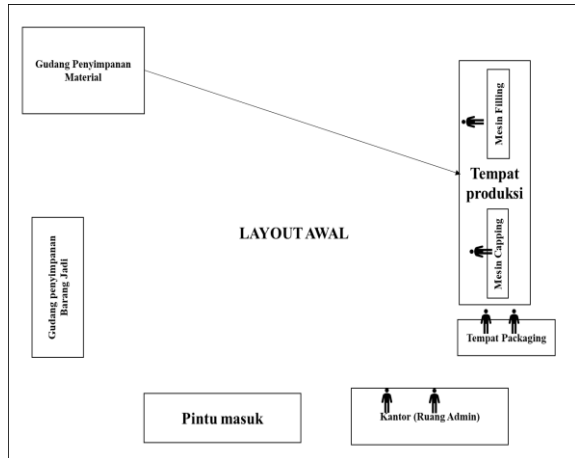 Gudang Penyimpanan
Material
Mesin Filling
Tempat
produksi
LAYOUT AWAL
Mesin Capping
Gudang penyimpanan
Barang Jadi
Tempat Packaging
Pintu masuk
Kantor (Ruang Admin)